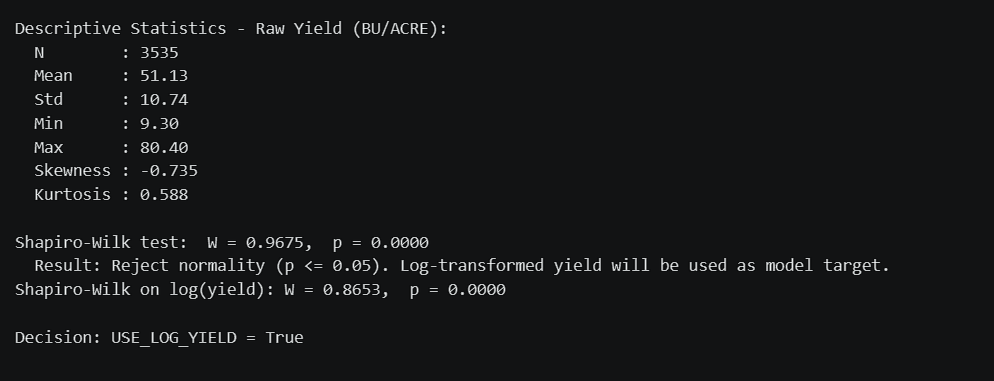 Descriptive Statistics - Raw Yield (BU/ACRE):
  N        : 3535
  Mean     : 51.13
  Std      : 10.74
  Min      : 9.30
  Max      : 80.40
  Skewness : -0.735
  Kurtosis : 0.588

Shapiro-Wilk test:  W = 0.9675,  p = 0.0000
  Result: Reject normality (p <= 0.05). Log-transformed yield will be used as model target.
Shapiro-Wilk on log(yield): W = 0.8653,  p = 0.0000

Decision: USE_LOG_YIELD = True